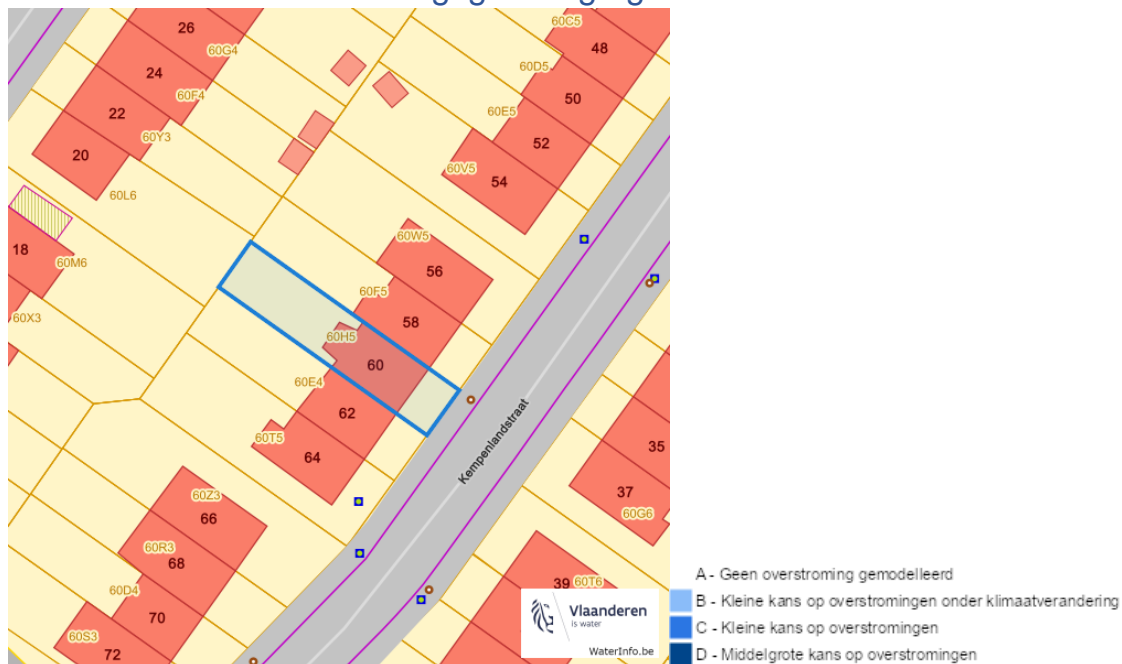 26
60G4
24
60F4
22
60Y3
20
60L6
18
60M6
60X3
60C5
48
60D5
50
60E5
52
60V5
54
60W5
56
60F5
58
60H5
60
60E4
62
60T5
64
Kempenlandstraat
35
37
60G6
60Z3
66
60R3
68
60D4
70
60S3
72
39
60T6
Vlaanderen
is water
WaterInfo.be
A - Geen overstroming gemodelleerd
B - Kleine kans op overstromingen onder klimaatverandering
C - Kleine kans op overstromingen
D - Middelgrote kans op overstromingen